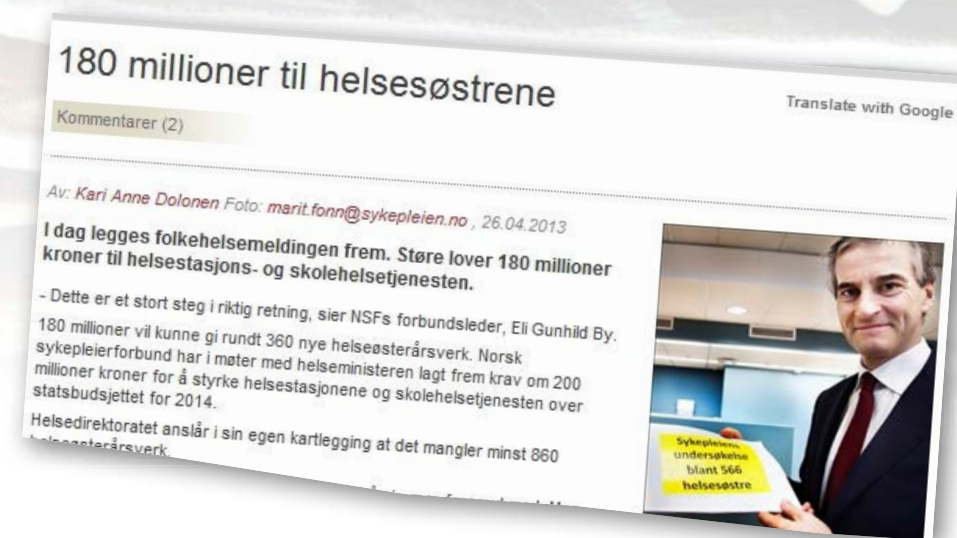 180 millioner til helsesøstrene
Translate with Google
Kommentarer (2)
Av: Kari Anne Dolonen Foto: marit.fonn@sykepleien.no , 26.04.2013
I dag legges folkehelsemeldingen frem. Støre lover 180 millioner
kroner til helsestasjons- og skolehelsetjenesten.
- Dette er et stort steg i riktig retning, sier NSFs forbundsleder, Eli Gunhild By.
180 millioner vil kunne gi rundt 360 nye helseøsterårsverk. Norsk
sykepleierforbund har i møter med helseministeren lagt frem krav om 200
millioner kroner for å styrke helsestasjonene og skolehelsetjenesten over
statsbudsjettet for 2014.
Helsedirektoratet anslår i sin egen kartlegging at det mangler minst 860
helseøsterårsverk.
Sykepleiens
undersøkelse
blant 566
helsesøstre